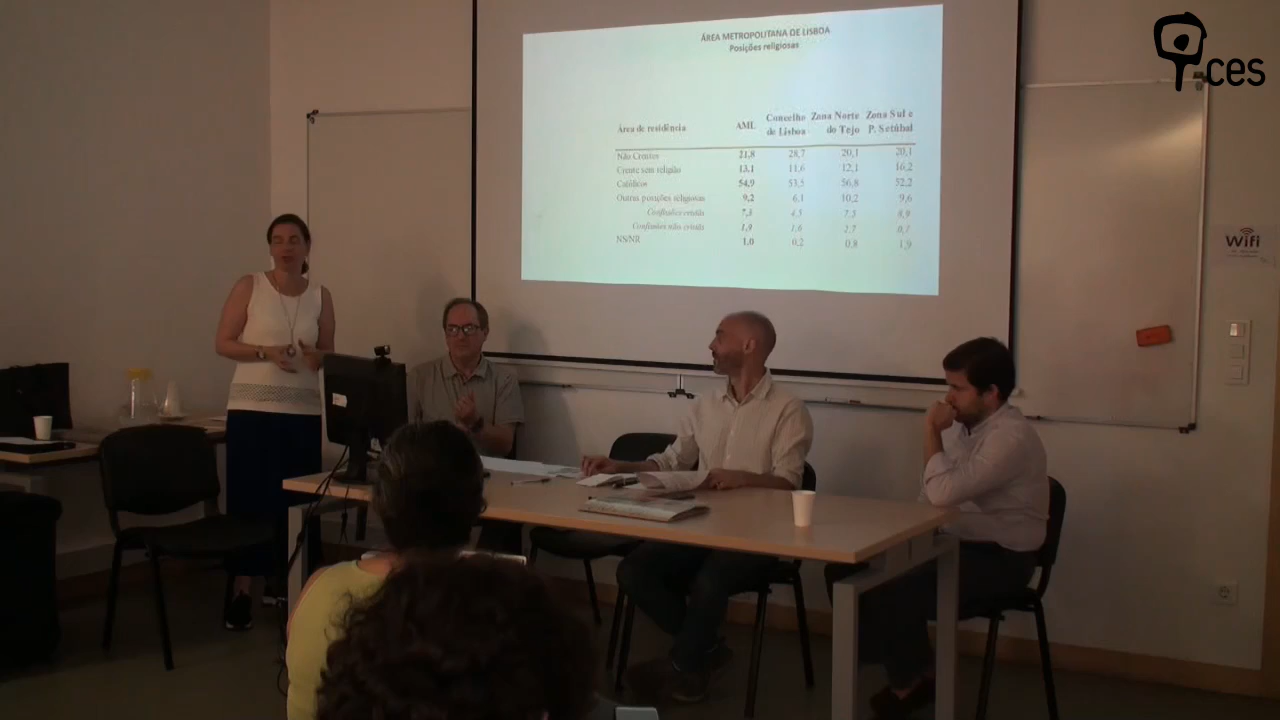 ÁREA METROPOLITANA DE LISBOA
Posições religiosas
Área de residência AML Concelho de Lisboa Zona Norte do Tejo Zona Sul e P. Setúbal
Não Crentes 21,8 28,7 20,1 20,1
Crente sem religião 13,1 11,6 12,1 16,2
Católicos 54,9 53,5 56,8 52,2
Outras posições religiosas 9,2 6,1 10,2 9,6
Confissões cristãs 7,3 4,5 7,5 8,9
Confissões não cristãs 1,9 1,6 2,7 0,7
NS/NR 1,0 0,2 0,8 1,9
ces
Wifi